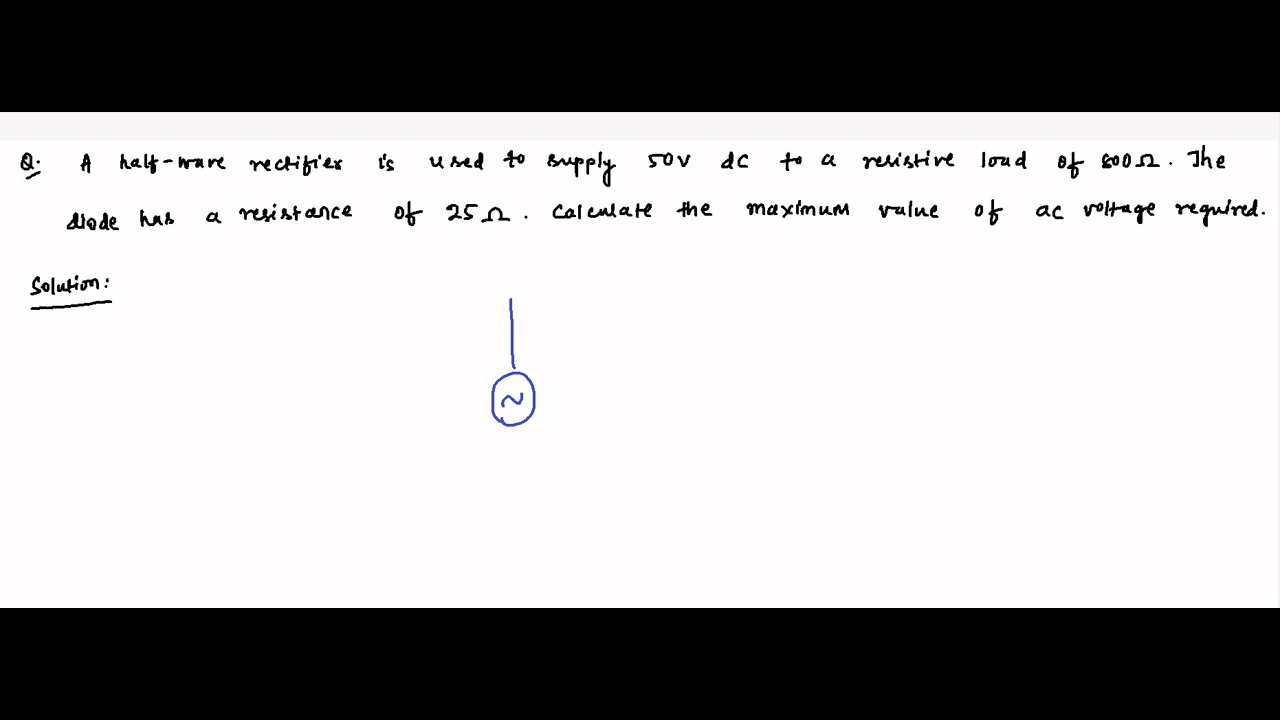 Q. A half-wave rectifier is used to supply 50V dc to a resistive load of 800Ω. The
diode has a resistance of 25Ω. Calculate the maximum value of ac voltage required.
Solution:
~